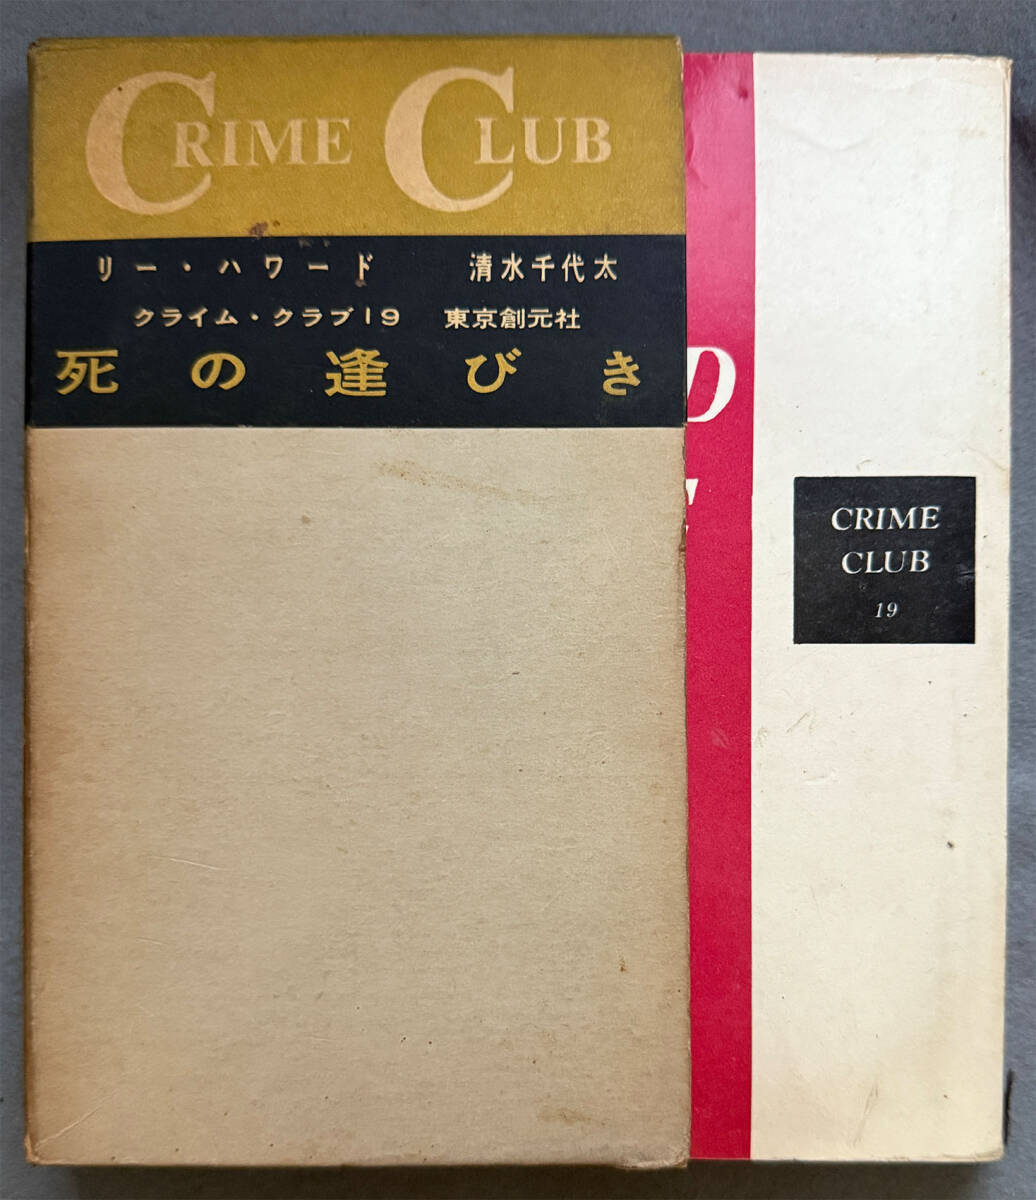 CRIME CLUB
リー・ハワード 清水千代太
クライム・クラブ19 東京創元社
死の逢びき
D
CRIME
CLUB
19